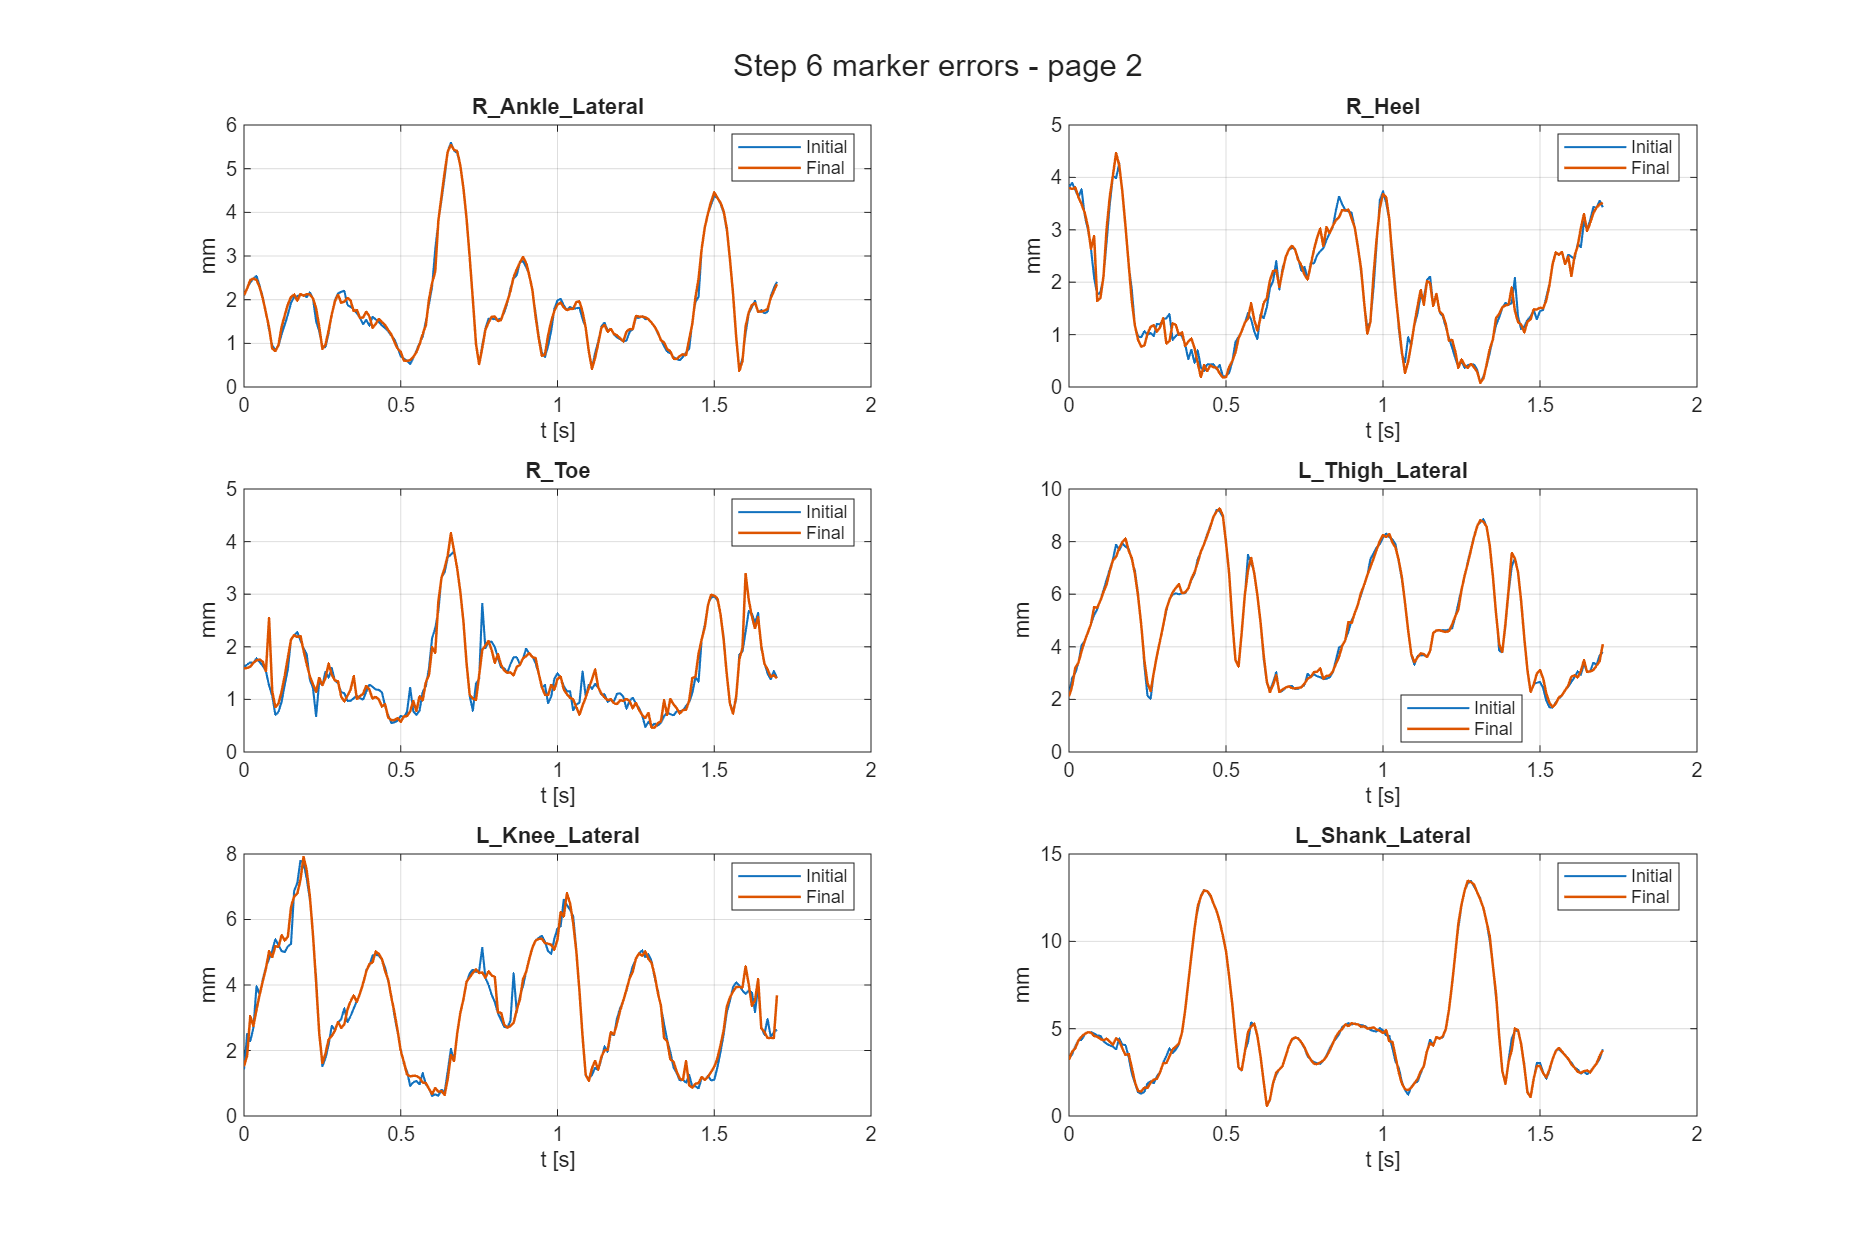 Step 6 marker errors - page 2
R_Ankle_Lateral
6
5
4
3
2
1
0
mm
0 0.5 1 1.5 2
t [s]
Initial
Final
R_Heel
5
4
3
2
1
0
mm
0 0.5 1 1.5 2
t [s]
Initial
Final
R_Toe
5
4
3
2
1
0
mm
0 0.5 1 1.5 2
t [s]
Initial
Final
L_Thigh_Lateral
10
8
6
4
2
0
mm
0 0.5 1 1.5 2
t [s]
Initial
Final
L_Knee_Lateral
8
6
4
2
0
mm
0 0.5 1 1.5 2
t [s]
Initial
Final
L_Shank_Lateral
15
10
5
0
mm
0 0.5 1 1.5 2
t [s]
Initial
Final